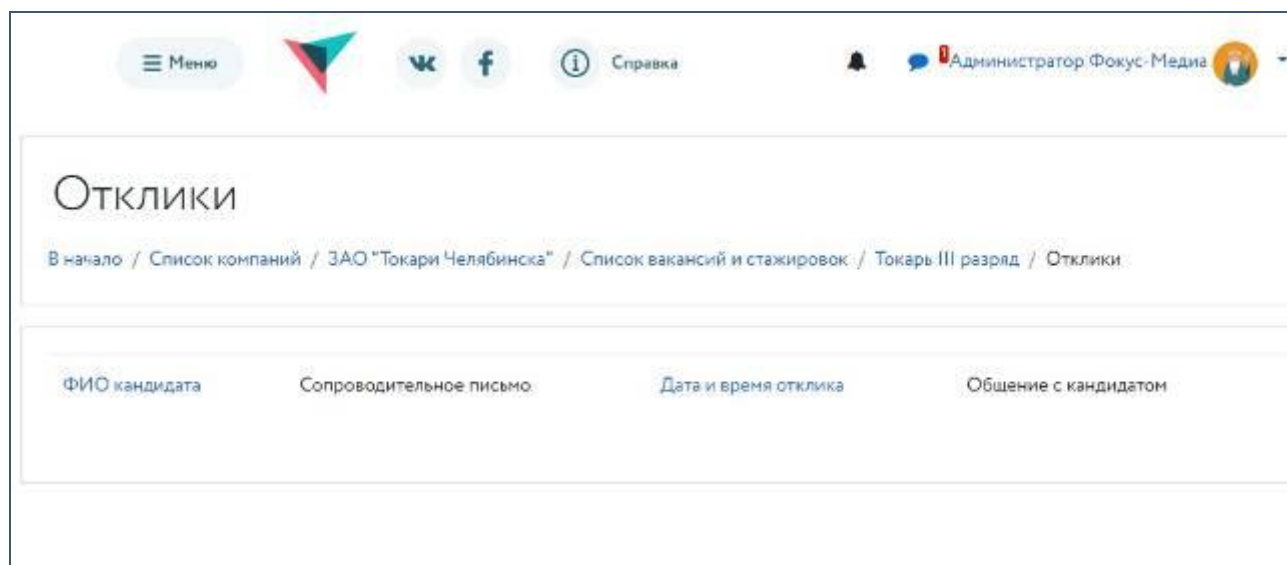 Меню
Справка
1
Администратор Фокус-Медиа
Отклики
В начало / Список компаний / ЗАО "Токари Челябинска" / Список вакансий и стажировок / Токарь III разряд / Отклики
ФИО кандидата Сопроводительное письмо Дата и время отклика Общение с кандидатом